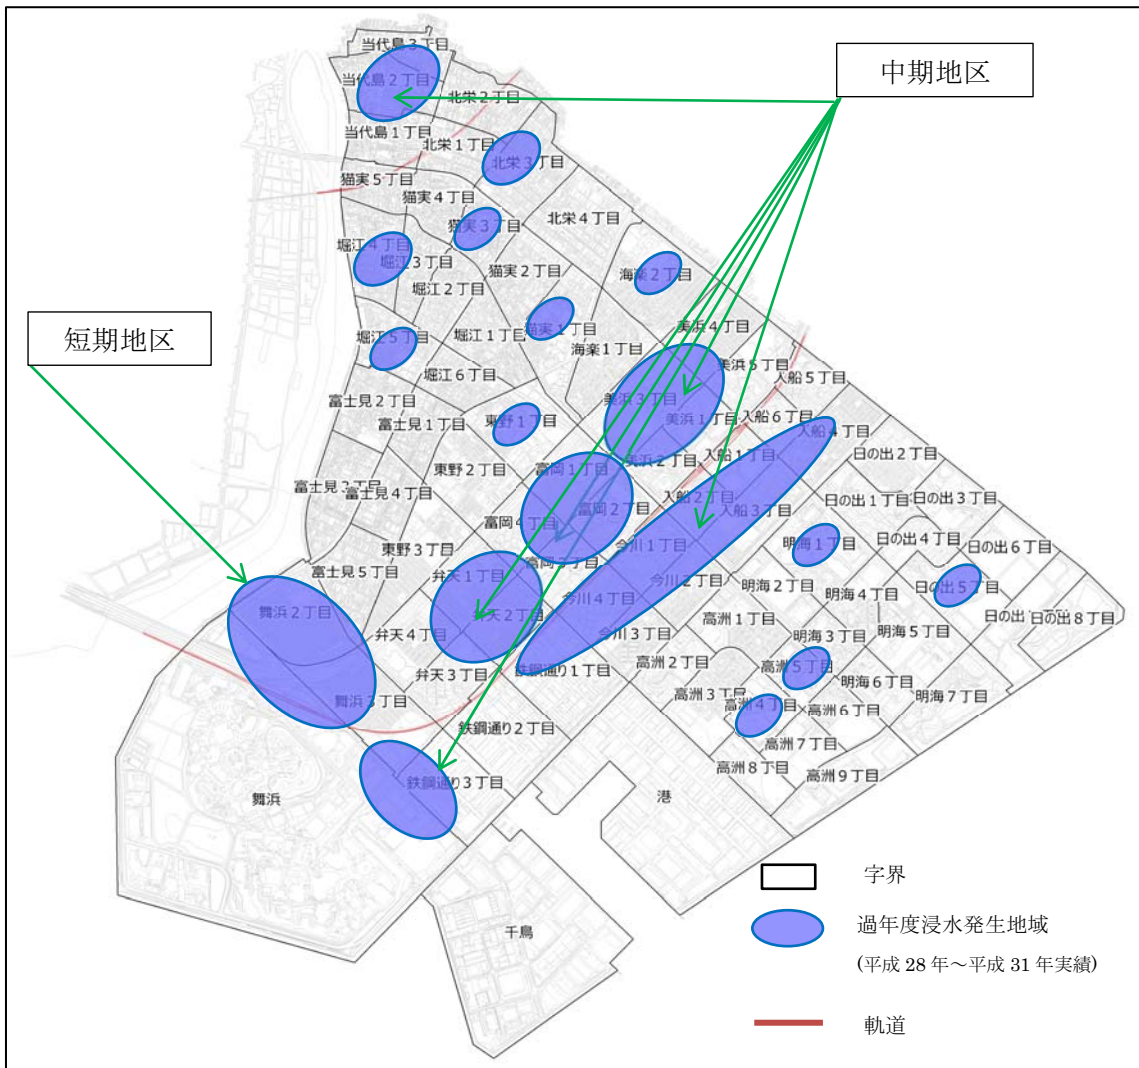 中期地区
短期地区
当代島３丁目
当代島２丁目
北栄２丁目
当代島１丁目
北栄１丁目
北栄３丁目
猫実５丁目
猫実４丁目
北栄４丁目
猫実３丁目
堀江４丁目
堀江３丁目
猫実２丁目
海楽２丁目
堀江２丁目
堀江１丁目
猫実１丁目
美浜４丁目
堀江５丁目
海楽１丁目
美浜５丁目
堀江６丁目
入船５丁目
富士見２丁目
美浜３丁目
富士見１丁目
東野１丁目
美浜１丁目
入船６丁目
入船４丁目
東野２丁目
富岡１丁目
美浜２丁目
入船１丁目
日の出２丁目
富士見４丁目
入船２丁目
日の出１丁目
日の出３丁目
富岡４丁目
富岡２丁目
入船３丁目
東野３丁目
今川１丁目
明海１丁目
日の出４丁目
日の出６丁目
富士見５丁目
弁天１丁目
今川２丁目
明海２丁目
明海４丁目
日の出５丁目
舞浜２丁目
弁天２丁目
今川４丁目
高洲１丁目
日の出８丁目
弁天４丁目
今川３丁目
明海３丁目
明海５丁目
弁天３丁目
鉄鋼通り１丁目
高洲２丁目
高洲５丁目
明海６丁目
舞浜３丁目
高洲３丁目
高洲４丁目
高洲６丁目
明海７丁目
鉄鋼通り２丁目
高洲７丁目
鉄鋼通り３丁目
高洲８丁目
高洲９丁目
舞浜
港
千鳥
字界
過年度浸水発生地域
(平成 28 年～平成 31 年実績)
軌道